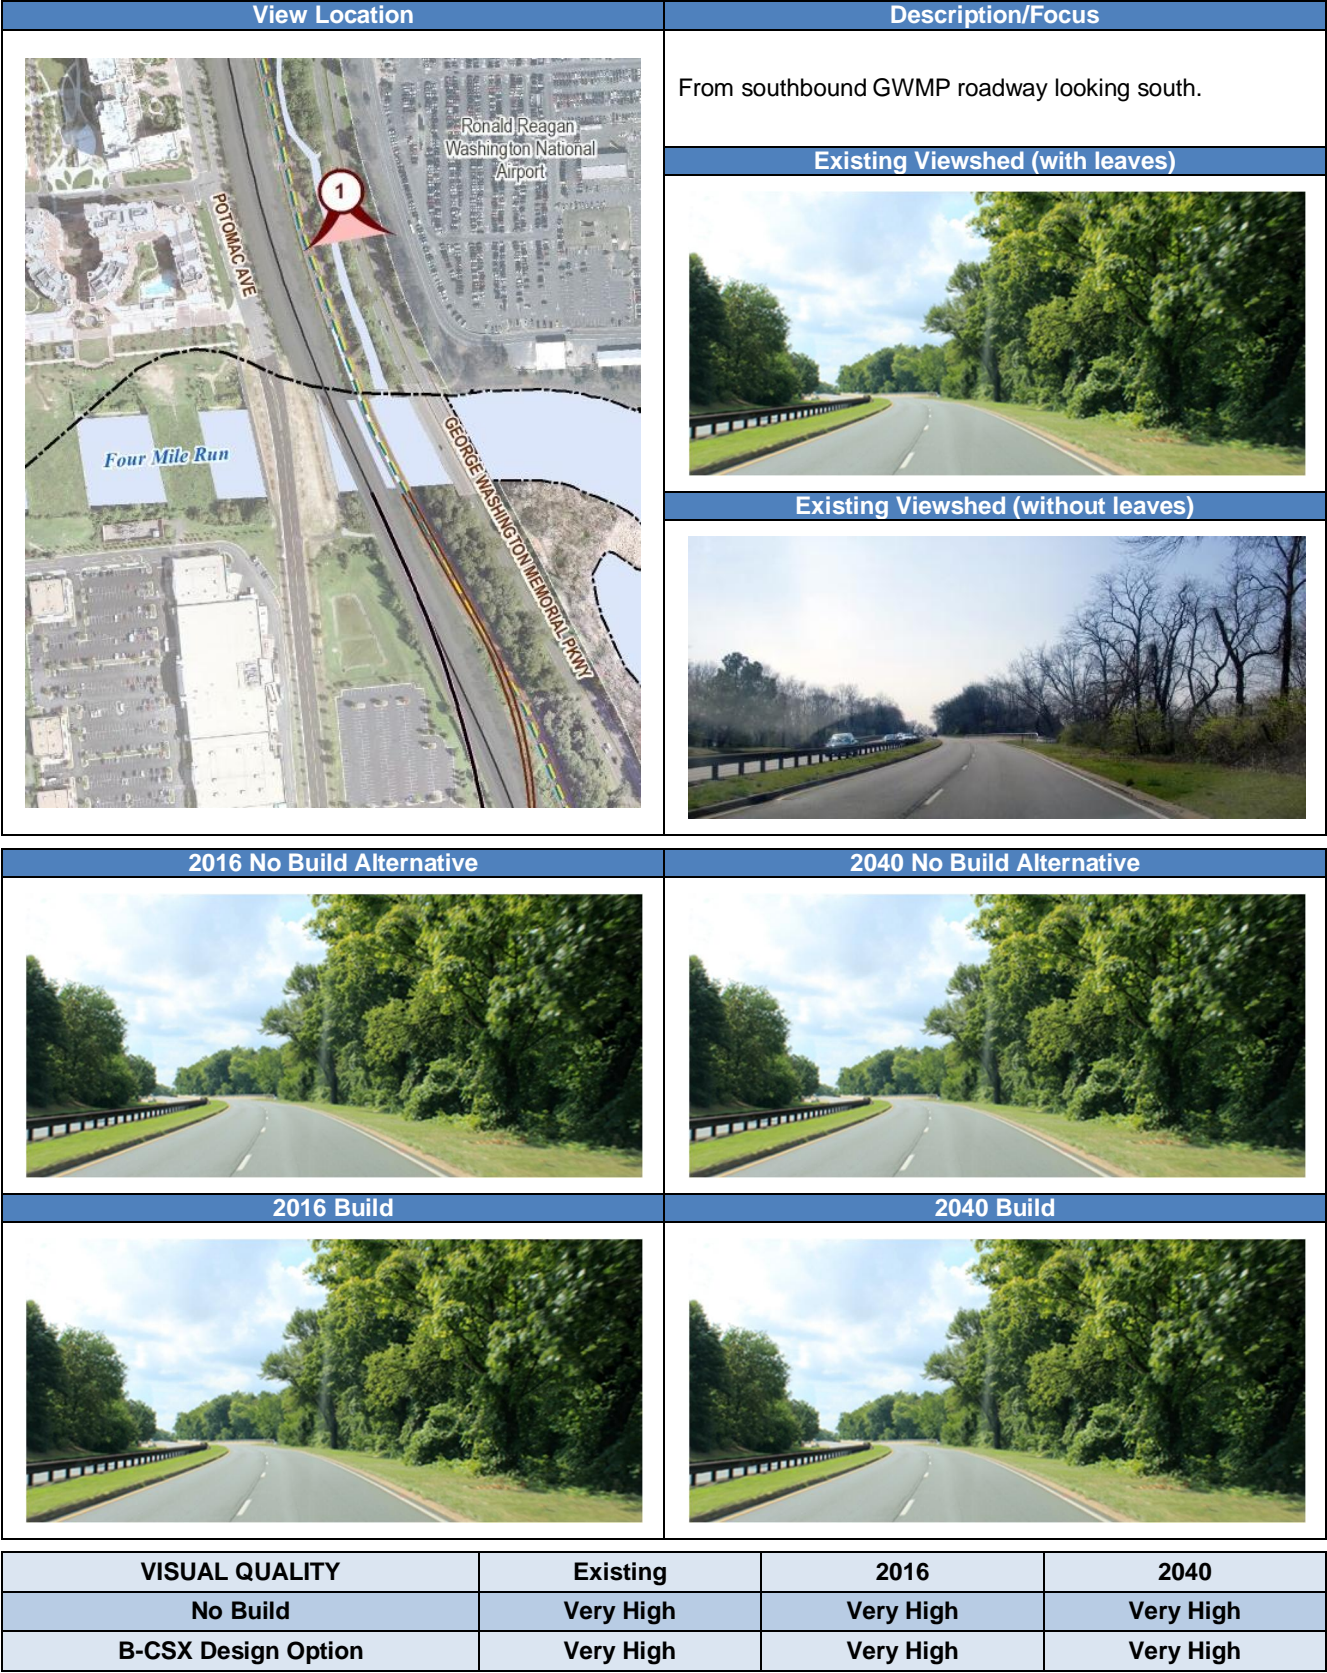 View Location
Description/Focus
From southbound GWMP roadway looking south.
Ronald Reagan
Washington National
Airport
1
POTOMAC AVE
Four Mile Run
GEORGE WASHINGTON MEMORIAL PKWY
Existing Viewshed (with leaves)
Existing Viewshed (without leaves)
2016 No Build Alternative
2040 No Build Alternative
2016 Build
2040 Build
VISUAL QUALITY Existing 2016 2040
No Build Very High Very High Very High
B-CSX Design Option Very High Very High Very High